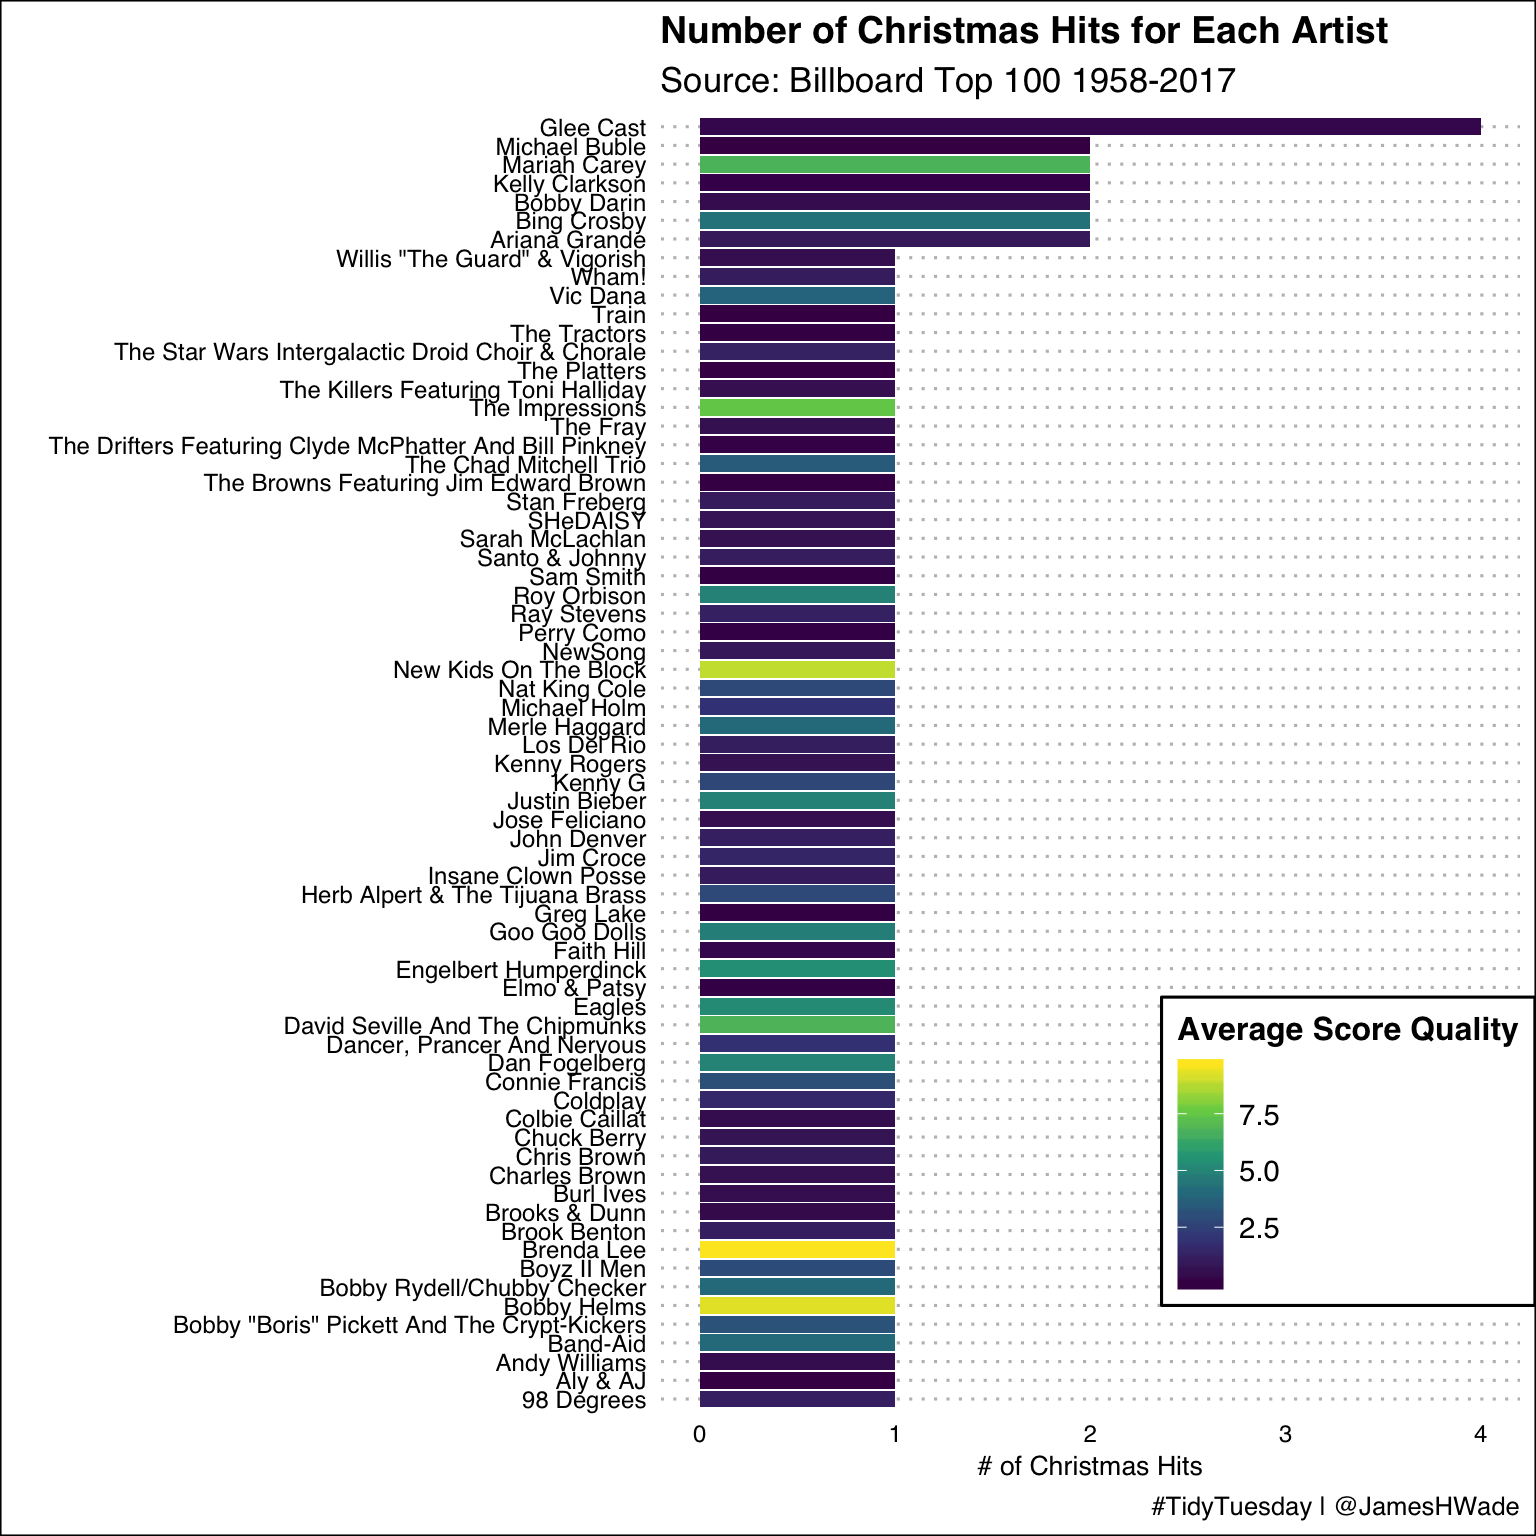 Number of Christmas Hits for Each Artist
Source: Billboard Top 100 1958-2017
Glee Cast
Michael Buble
Mariah Carey
Kelly Clarkson
Bobby Darin
Bing Crosby
Ariana Grande
Willis "The Guard" & Vigorish
Wham!
Vic Dana
Train
The Tractors
The Star Wars Intergalactic Droid Choir & Chorale
The Platters
The Killers Featuring Toni Halliday
The Impressions
The Fray
The Drifters Featuring Clyde McPhatter And Bill Pinkney
The Chad Mitchell Trio
The Browns Featuring Jim Edward Brown
Stan Freberg
SHeDAISY
Sarah McLachlan
Santo & Johnny
Sam Smith
Roy Orbison
Ray Stevens
Perry Como
NewSong
New Kids On The Block
Nat King Cole
Michael Holm
Merle Haggard
Los Del Rio
Kenny Rogers
Kenny G
Justin Bieber
Jose Feliciano
John Denver
Jim Croce
Insane Clown Posse
Herb Alpert & The Tijuana Brass
Greg Lake
Goo Goo Dolls
Faith Hill
Engelbert Humperdinck
Elmo & Patsy
Eagles
David Seville And The Chipmunks
Dancer, Prancer And Nervous
Dan Fogelberg
Connie Francis
Coldplay
Colbie Caillat
Chuck Berry
Chris Brown
Charles Brown
Burl Ives
Brooks & Dunn
Brook Benton
Brenda Lee
Boyz II Men
Bobby Rydell/Chubby Checker
Bobby Helms
Bobby "Boris" Pickett And The Crypt-Kickers
Band-Aid
Andy Williams
Aly & AJ
98 Degrees
Average Score Quality
7.5
5.0
2.5
0 1 2 3 4
# of Christmas Hits
#TidyTuesday | @JamesHWade